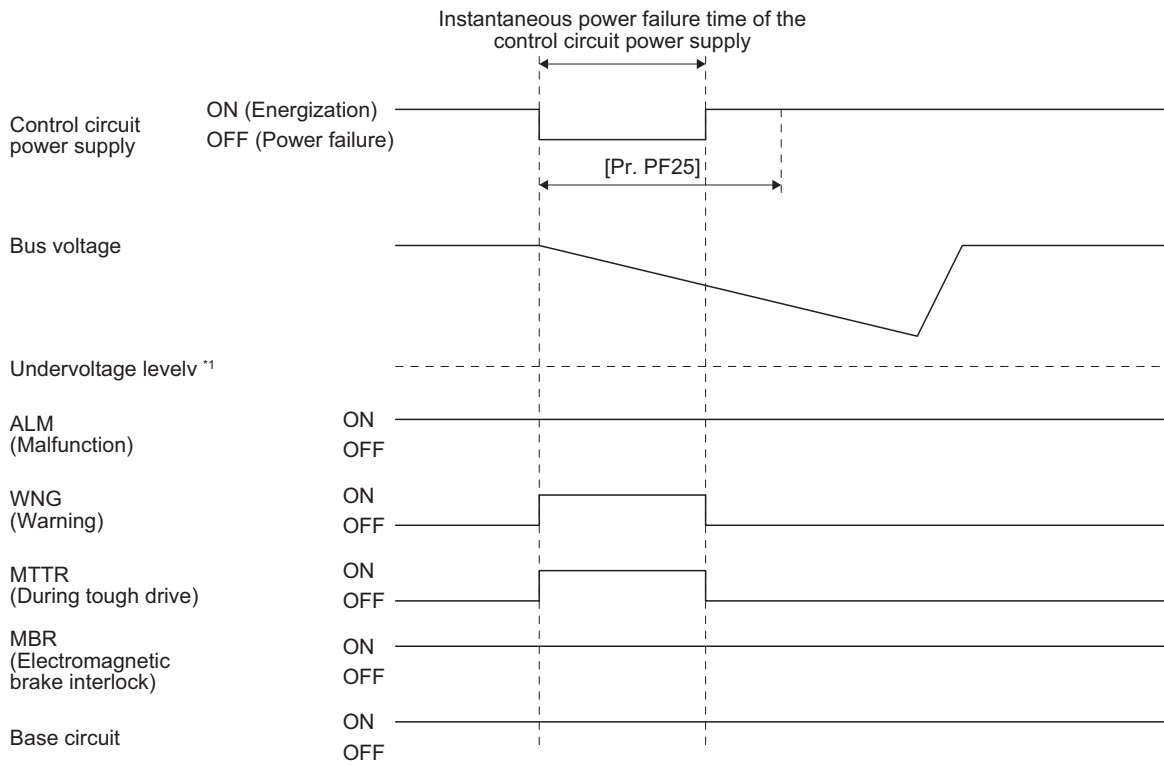 Instantaneous power failure time of the
control circuit power supply
Control circuit
power supply
ON (Energization)
OFF (Power failure)
[Pr. PF25]
Bus voltage
Undervoltage levelv *1
ALM
(Malfunction)
ON
OFF
WNG
(Warning)
ON
OFF
MTTR
(During tough drive)
ON
OFF
MBR
(Electromagnetic
brake interlock)
ON
OFF
Base circuit
ON
OFF